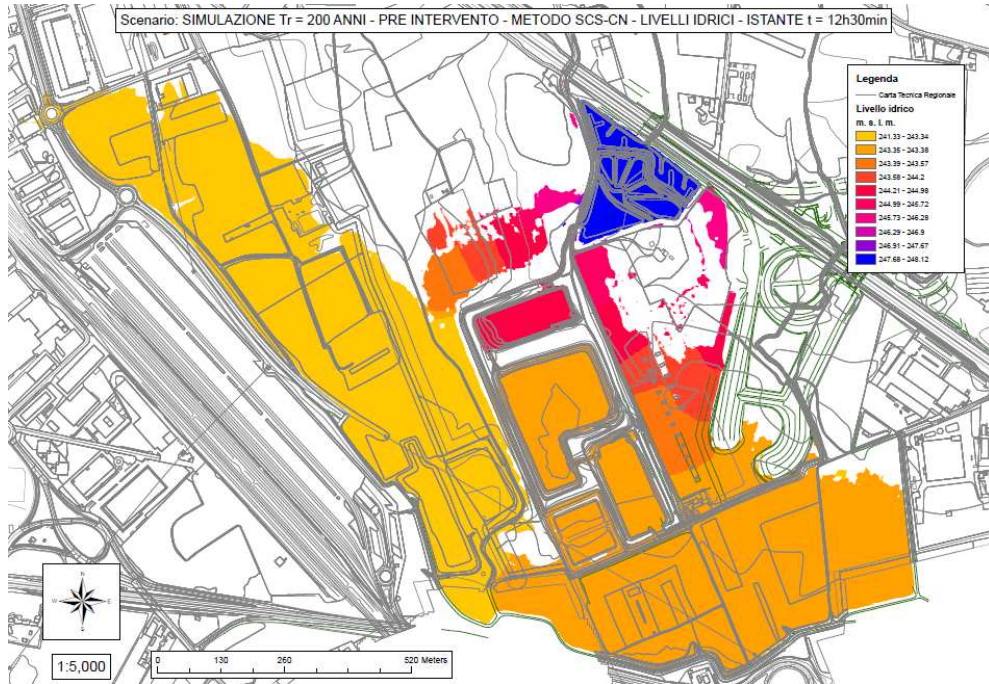 Scenario: SIMULAZIONE Tr = 200 ANNI - PRE INTERVENTO - METODO SCS-CN - LIVELLI IDRICI - ISTANTE t = 12h30min
Legenda
Carta Tecnica Regionale
Livello idrico
m. s. l. m.
241.33 - 243.34
243.35 - 243.38
243.39 - 243.57
243.58 - 244.2
244.21 - 244.98
244.99 - 245.72
245.73 - 246.28
246.29 - 246.9
246.91 - 247.67
247.68 - 248.12
N
W
E
S
1:5,000
0
130
260
520 Meters